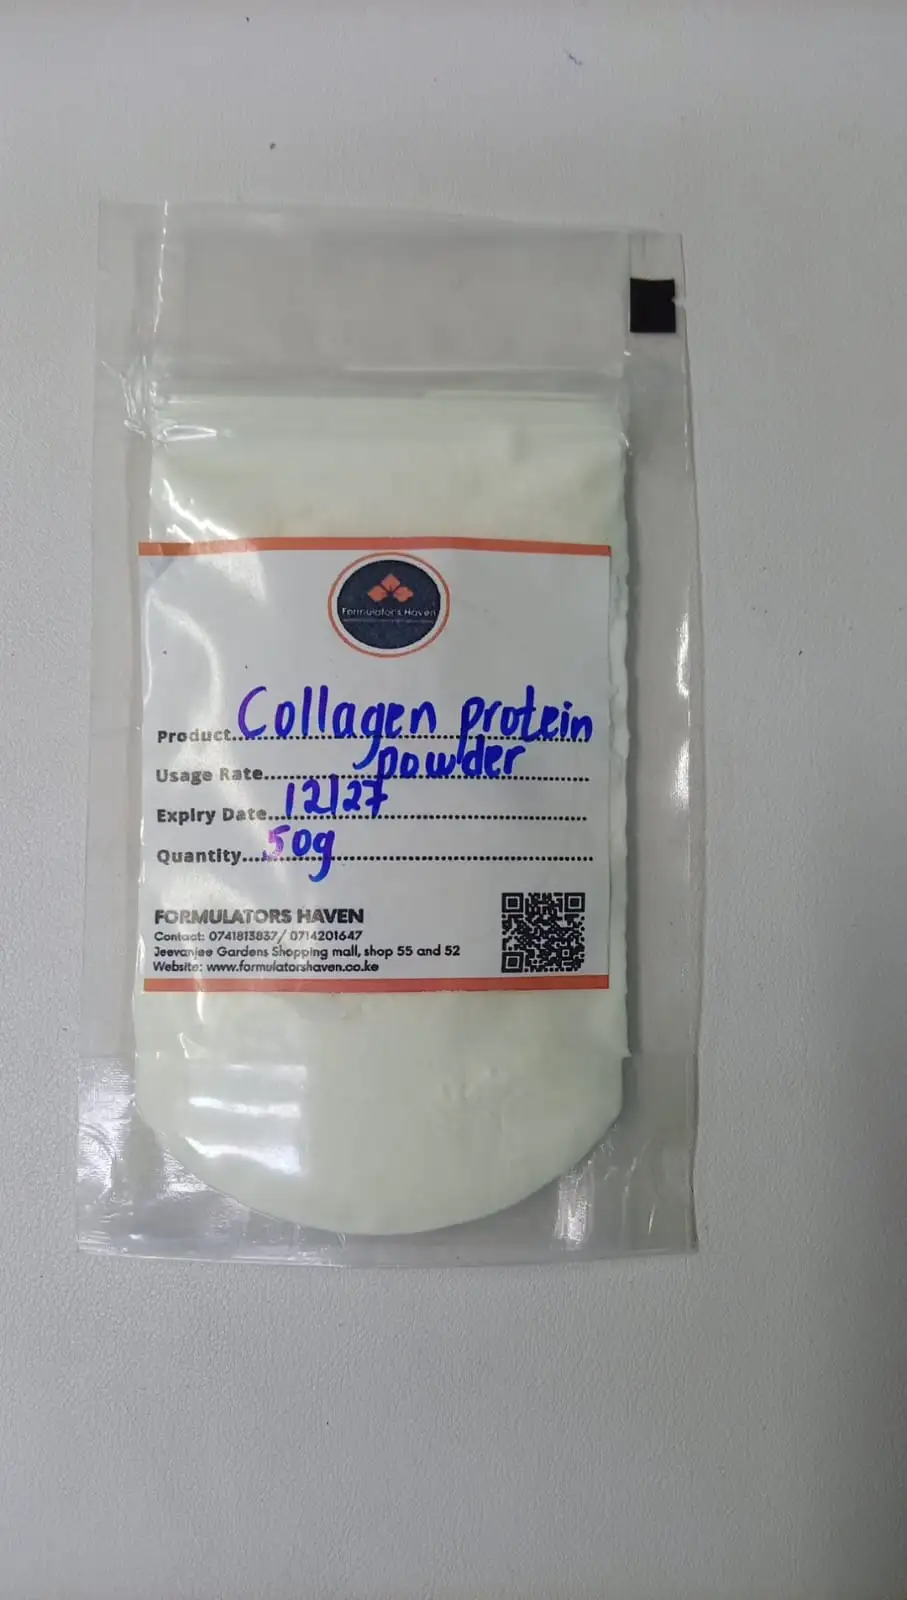 Formulators Haven
Product....Collagen protein
powder
Usage Rate....
Expiry Date....12/27
Quantity....50g
FORMULATORS HAVEN
Contact: 0741813837/ 0714201647
Jeevanjee Gardens Shopping mall, shop 55 and 52
Website: www.formulatorshaven.co.ke